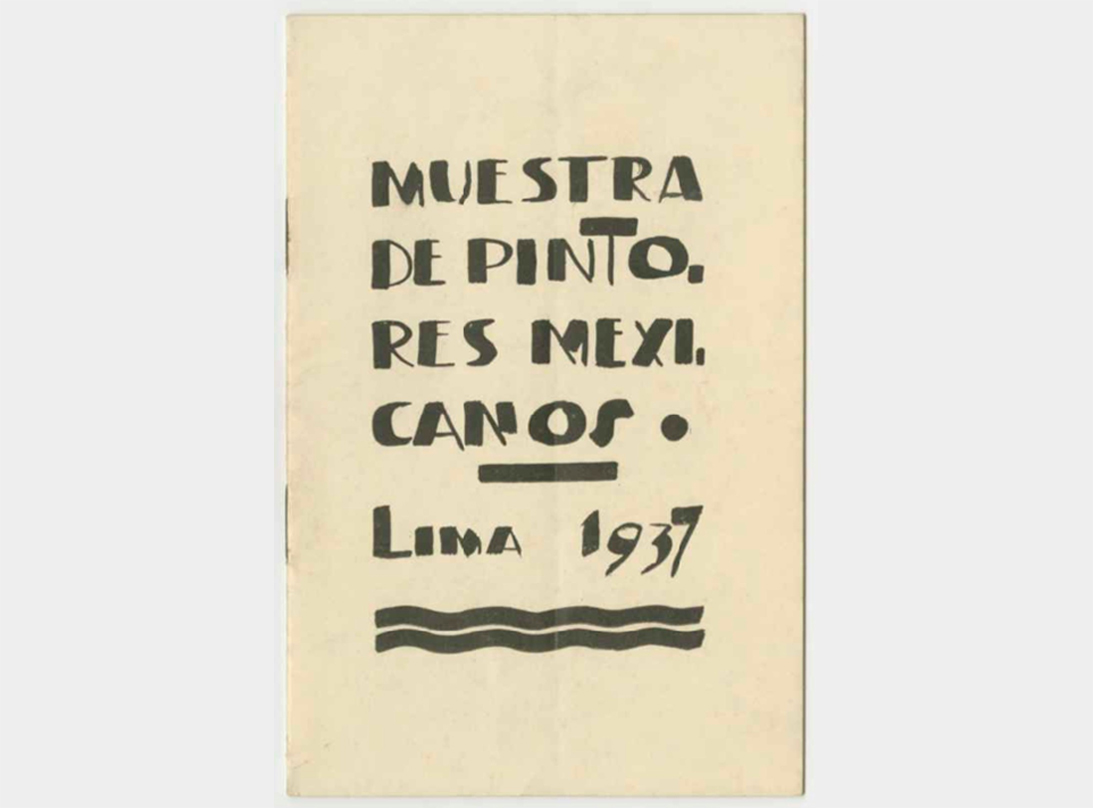 MUESTRA
DE PINTO.
RES MEXI.
CANOS.
LIMA 1937